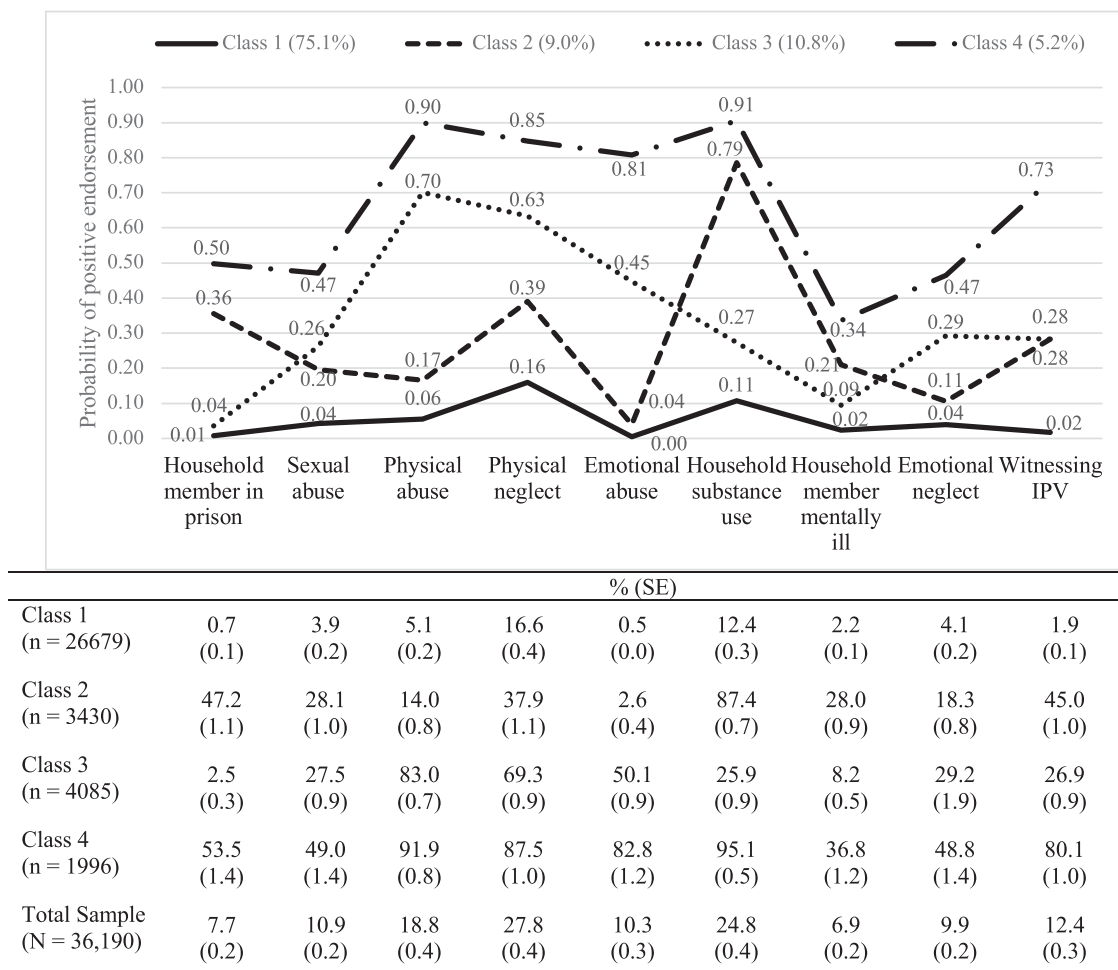 Class 1 (75.1%) Class 2 (9.0%) Class 3 (10.8%) Class 4 (5.2%)
Probability of positive endorsement
1.00
0.90
0.80
0.70
0.60
0.50
0.40
0.30
0.20
0.10
0.00
0.50 0.47 0.90 0.85 0.81 0.91 0.34 0.47 0.73
0.36 0.20 0.17 0.39 0.04 0.79 0.21 0.11 0.28
0.04 0.26 0.70 0.63 0.45 0.27 0.09 0.29 0.28
0.01 0.04 0.06 0.16 0.00 0.11 0.02 0.04 0.02
Household Sexual Physical Physical Emotional Household Household Emotional Witnessing
member in abuse abuse neglect abuse substance member neglect IPV
prison use mentally
ill
% (SE)
Class 1 0.7 3.9 5.1 16.6 0.5 12.4 2.2 4.1 1.9
(n = 26679) (0.1) (0.2) (0.2) (0.4) (0.0) (0.3) (0.1) (0.2) (0.1)
Class 2 47.2 28.1 14.0 37.9 2.6 87.4 28.0 18.3 45.0
(n = 3430) (1.1) (1.0) (0.8) (1.1) (0.4) (0.7) (0.9) (0.8) (1.0)
Class 3 2.5 27.5 83.0 69.3 50.1 25.9 8.2 29.2 26.9
(n = 4085) (0.3) (0.9) (0.7) (0.9) (0.9) (0.9) (0.5) (1.9) (0.9)
Class 4 53.5 49.0 91.9 87.5 82.8 95.1 36.8 48.8 80.1
(n = 1996) (1.4) (1.4) (0.8) (1.0) (1.2) (0.5) (1.2) (1.4) (1.0)
Total Sample 7.7 10.9 18.8 27.8 10.3 24.8 6.9 9.9 12.4
(N = 36,190) (0.2) (0.2) (0.4) (0.4) (0.3) (0.4) (0.2) (0.2) (0.3)